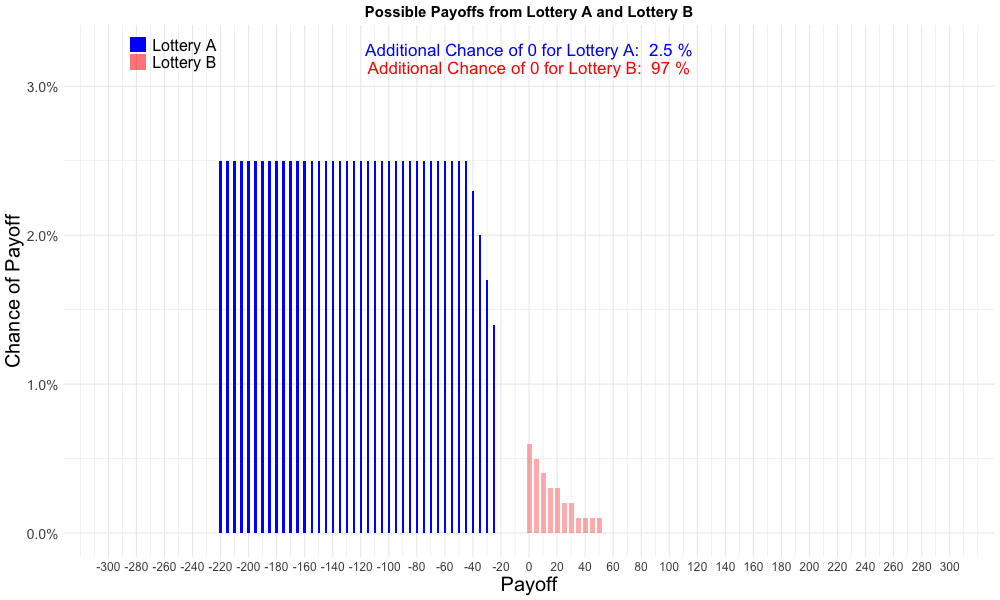 Possible Payoffs from Lottery A and Lottery B
Lottery A
Lottery B
Additional Chance of 0 for Lottery A:  2.5 %
Additional Chance of 0 for Lottery B:  97 %
3.0%
2.0%
1.0%
0.0%
Chance of Payoff
-300 -280 -260 -240 -220 -200 -180 -160 -140 -120 -100 -80 -60 -40 -20 0 20 40 60 80 100 120 140 160 180 200 220 240 260 280 300
Payoff